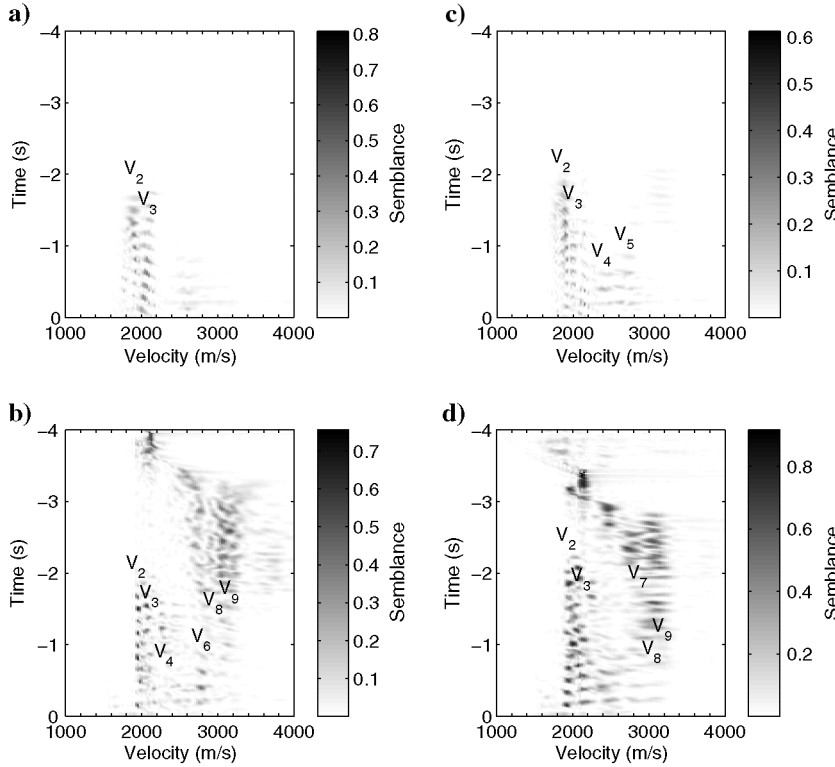 a)
−4
−3
−2
−1
0
Time (s)
V2
V3
1000 2000 3000 4000
Velocity (m/s)
0.8
0.7
0.6
0.5
0.4
0.3
0.2
0.1
Semblance
c)
−4
−3
−2
−1
0
Time (s)
V2
V3
V4
V5
1000 2000 3000 4000
Velocity (m/s)
0.6
0.5
0.4
0.3
0.2
0.1
Semblance
b)
−4
−3
−2
−1
0
Time (s)
V2
V3
V4
V6
V8
V9
1000 2000 3000 4000
Velocity (m/s)
0.7
0.6
0.5
0.4
0.3
0.2
0.1
Semblance
d)
−4
−3
−2
−1
0
Time (s)
V2
V3
V7
V9
V8
1000 2000 3000 4000
Velocity (m/s)
0.8
0.6
0.4
0.2
Semblance